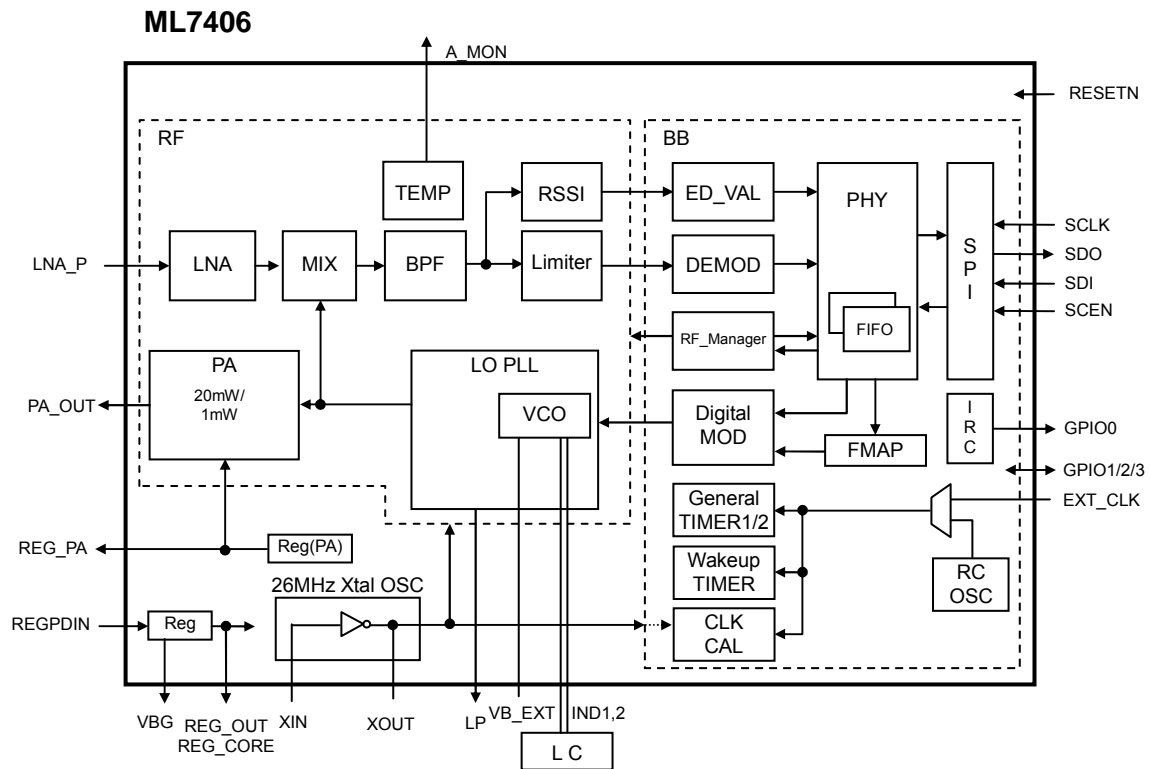 ML7406
A_MON
RESETN
RF
BB
TEMP
RSSI
ED_VAL
PHY
SPI
SCLK
SDO
SDI
SCEN
LNA_P
LNA
MIX
BPF
Limiter
DEMOD
FIFO
RF_Manager
PA
20mW/
1mW
PA_OUT
LO PLL
VCO
Digital
MOD
FMAP
IRC
GPIO0
GPIO1/2/3
EXT_CLK
General
TIMER1/2
REG_PA
Reg(PA)
Wakeup
TIMER
RC
OSC
26MHz Xtal OSC
REGPDIN
Reg
CLK
CAL
VBG
REG_OUT
REG_CORE
XIN
XOUT
LP
VB_EXT
IND1,2
L C